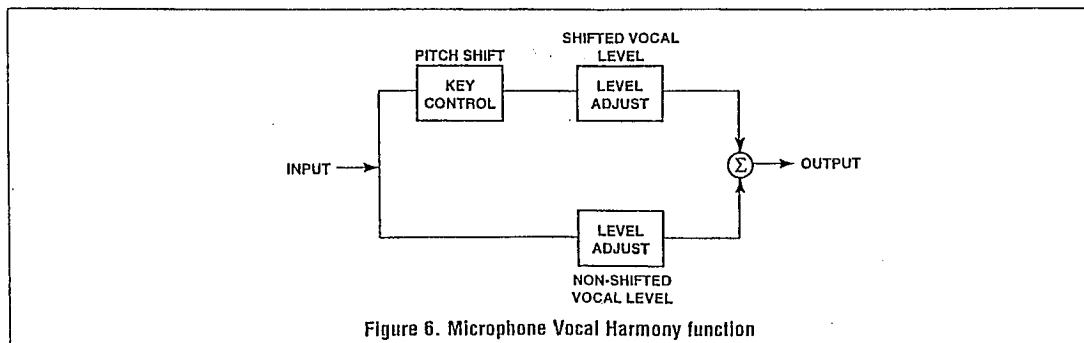 PITCH SHIFT
KEY
CONTROL
SHIFTED VOCAL
LEVEL
LEVEL
ADJUST
INPUT
Σ
OUTPUT
LEVEL
ADJUST
NON-SHIFTED
VOCAL LEVEL
Figure 6. Microphone Vocal Harmony function